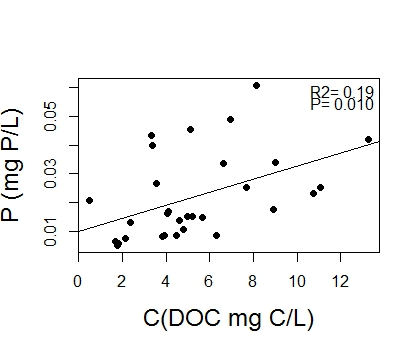 R2= 0.19
P= 0.010
P (mg P/L)
0.05
0.03
0.01
0 2 4 6 8 10 12
C(DOC mg C/L)